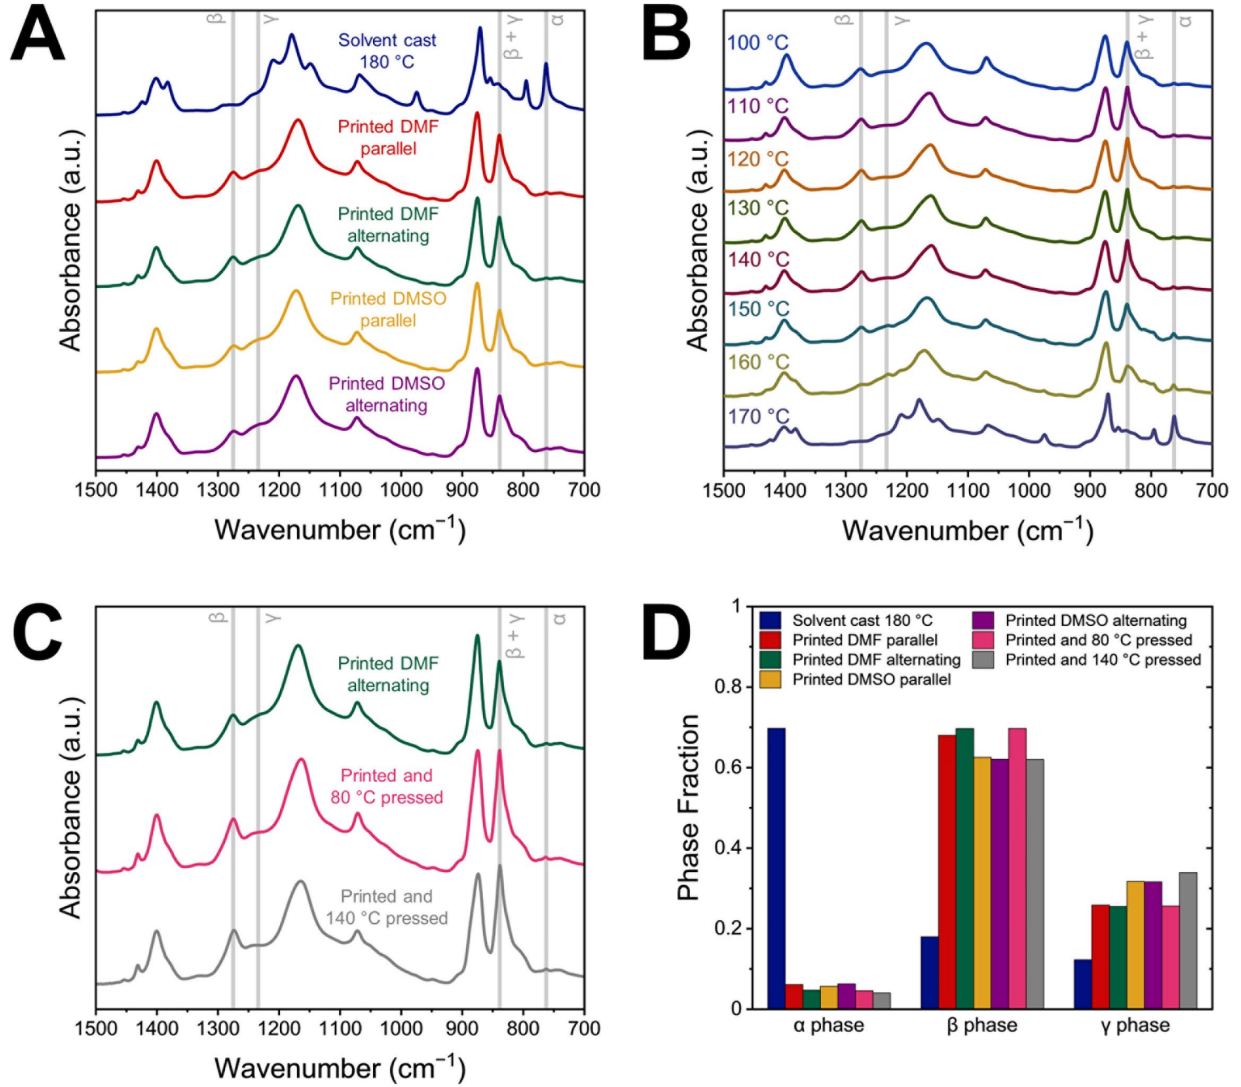 A
β
γ
β + γ
α
Solvent cast
180 °C
Printed DMF
parallel
Printed DMF
alternating
Printed DMSO
parallel
Printed DMSO
alternating
Absorbance (a.u.)
1500 1400 1300 1200 1100 1000 900 800 700
Wavenumber (cm⁻¹)
B
β
γ
β + γ
α
100 °C
110 °C
120 °C
130 °C
140 °C
150 °C
160 °C
170 °C
Absorbance (a.u.)
1500 1400 1300 1200 1100 1000 900 800 700
Wavenumber (cm⁻¹)
C
β
γ
β + γ
α
Printed DMF
alternating
Printed and
80 °C pressed
Printed and
140 °C pressed
Absorbance (a.u.)
1500 1400 1300 1200 1100 1000 900 800 700
Wavenumber (cm⁻¹)
D
Solvent cast 180 °C
Printed DMF parallel
Printed DMF alternating
Printed DMSO parallel
Printed DMSO alternating
Printed and 80 °C pressed
Printed and 140 °C pressed
Phase Fraction
1
0.8
0.6
0.4
0.2
0
α phase β phase γ phase